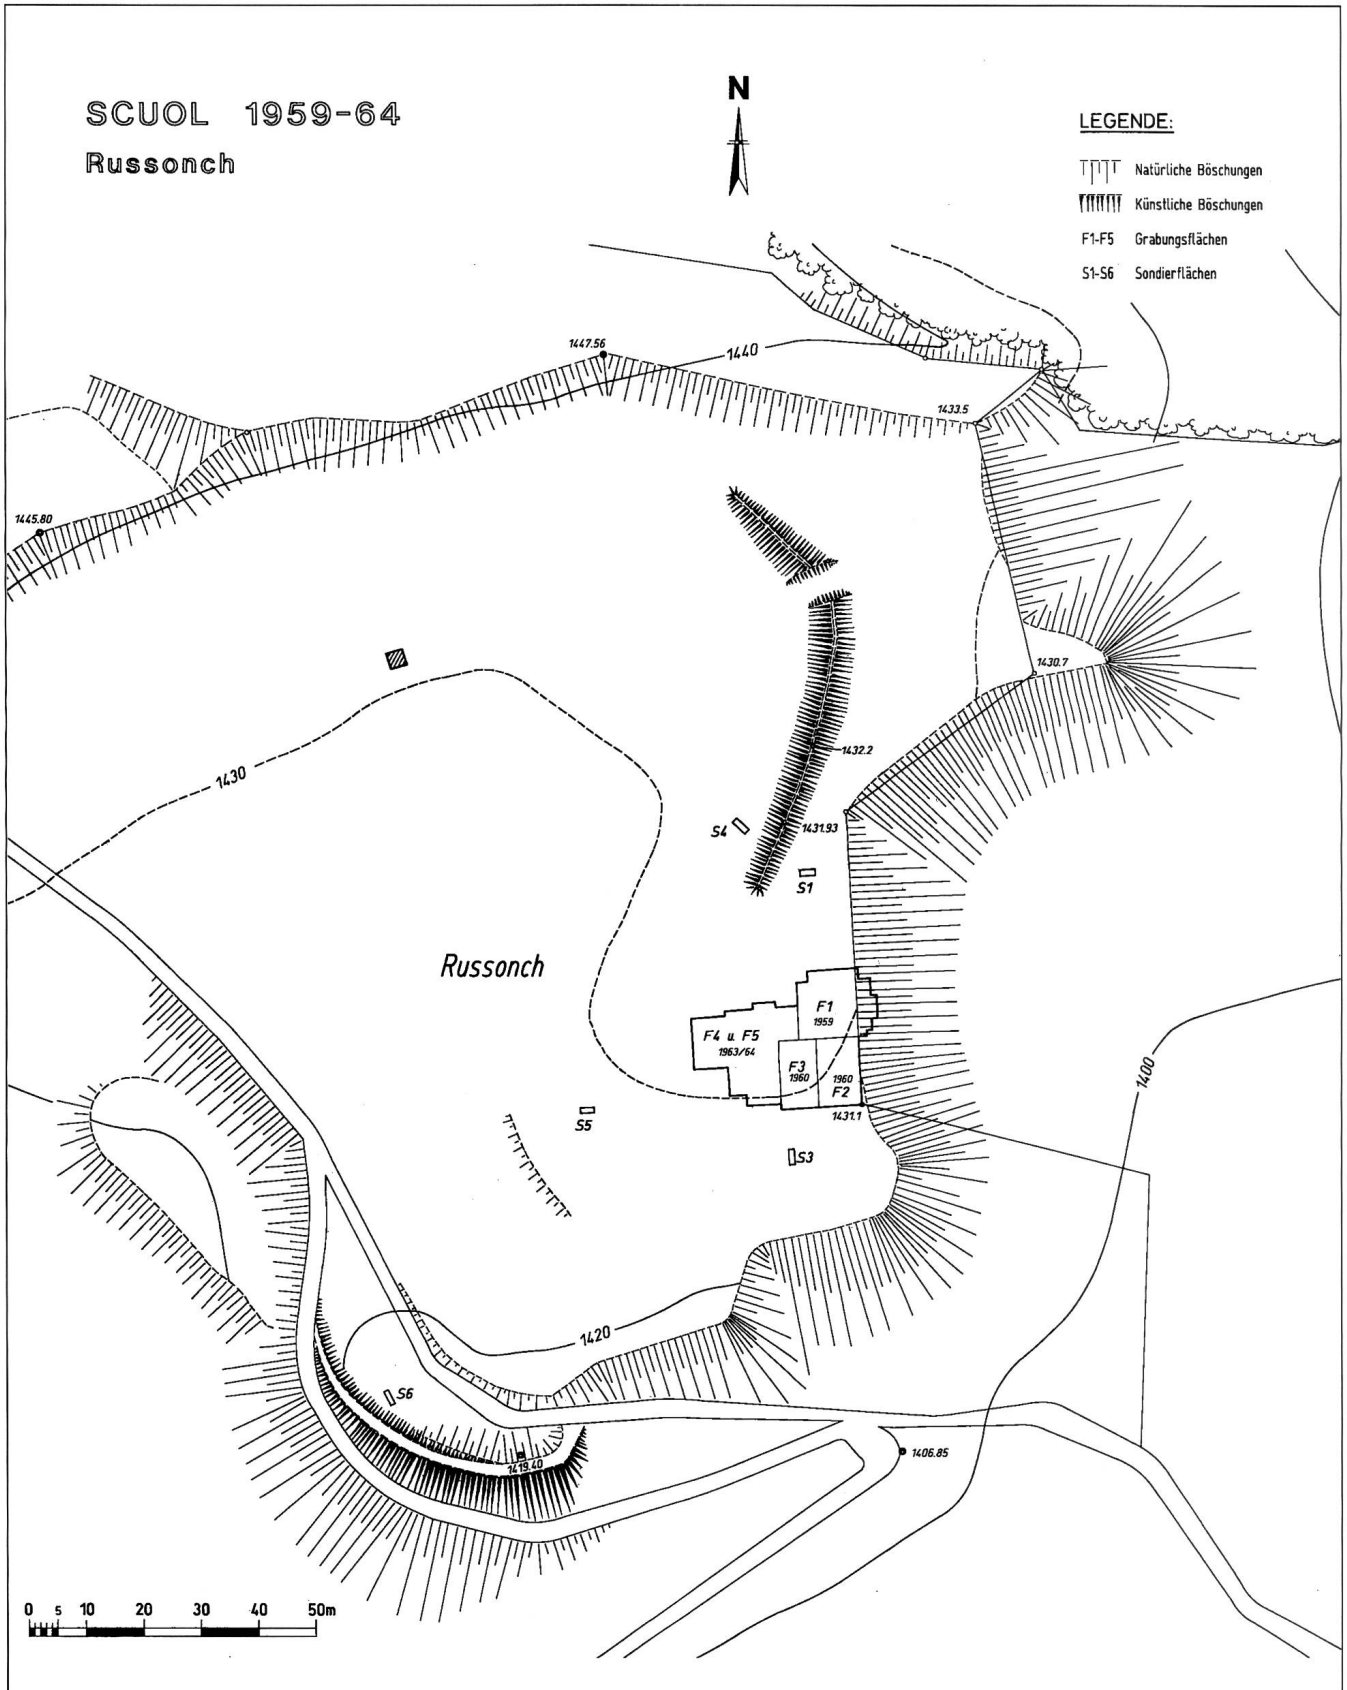 SCUOL 1959-64
Russonch
N
LEGENDE:
Natürliche Böschungen
Künstliche Böschungen
F1-F5 Grabungsflächen
S1-S6 Sondierflächen
1447.56
1440
1433.5
1445.80
1430.7
1430
1432.2
S4
1431.93
S1
Russonch
F1
1959
F4 u. F5
1963/64
F3
1960
1960
F2
1431.1
1400
S5
S3
1420
S6
1419.40
1406.85
0 5 10 20 30 40 50m